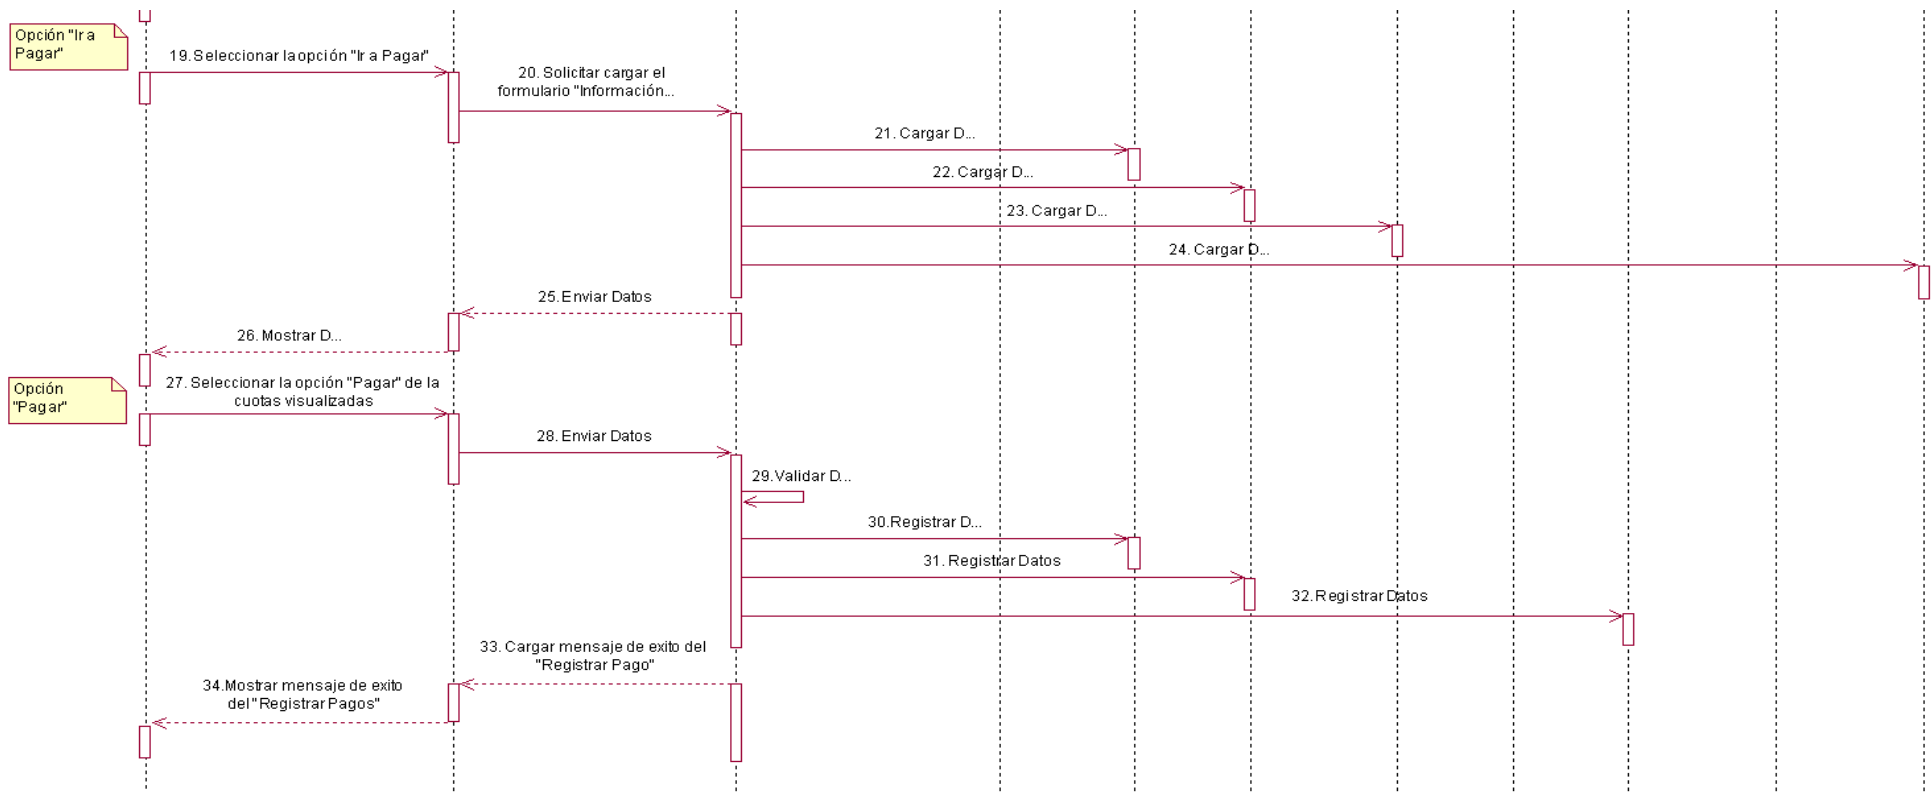 Opción "Ir a
Pagar"
19.Seleccionar la opción "Ir a Pagar"
20. Solicitar cargar el
formulario "Información...
21. Cargar D...
22. Cargar D...
23. Cargar D...
24. Cargar D...
25.Enviar Datos
26.Mostrar D...
Opción
"Pagar"
27. Seleccionar la opción "Pagar" de la
cuotas visualizadas
28. Enviar Datos
29.Validar D...
30.Registrar D...
31. Registrar Datos
32.Registrar Datos
33. Cargar mensaje de exito del
"Registrar Pago"
34.Mostrar mensaje de exito
del "Registrar Pagos"